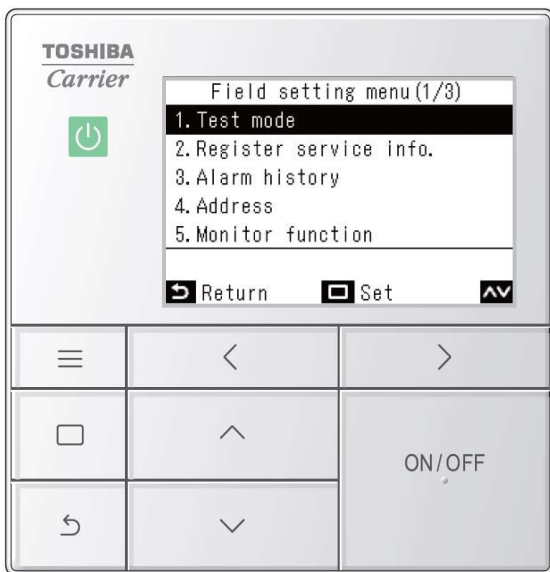 TOSHIBA
Carrier
Field setting menu(1/3)
1.Test mode
2.Register service info.
3.Alarm history
4.Address
5.Monitor function
Return Set
ON/OFF